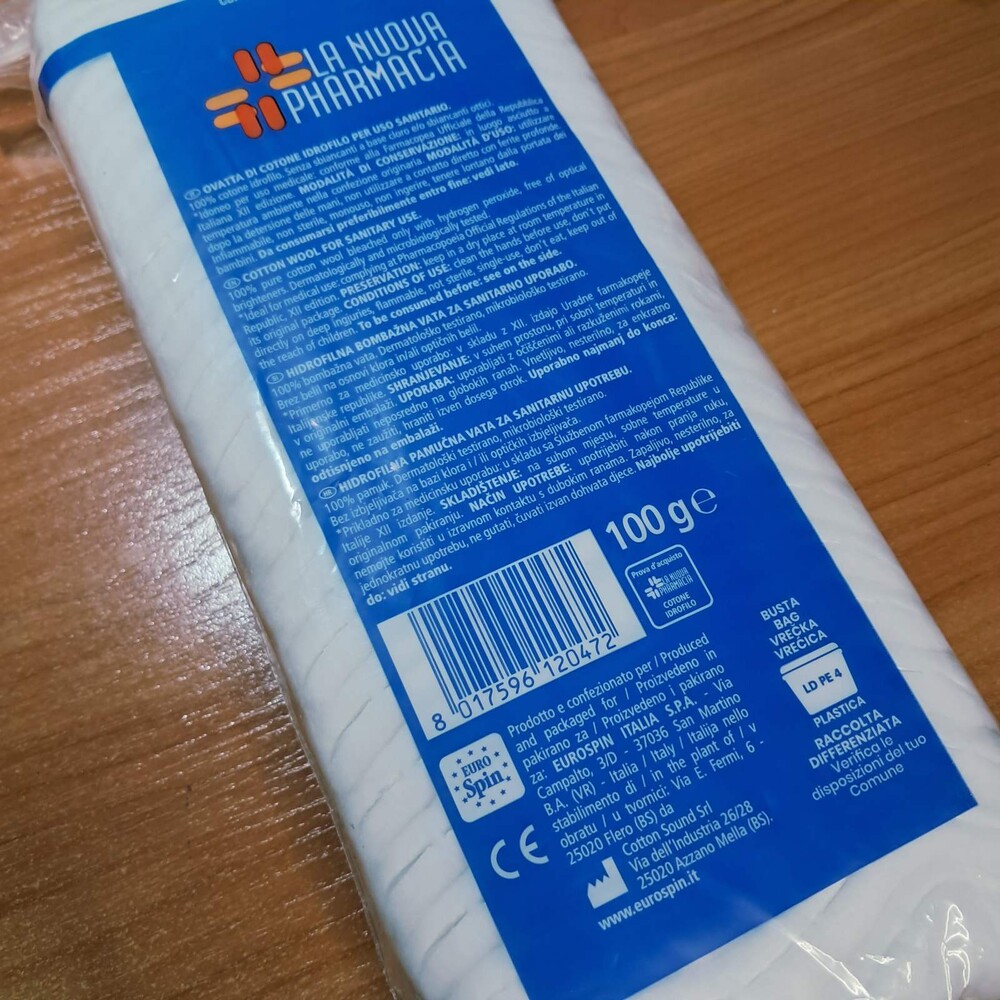 LA NUOVA
PHARMACIA
OVATTA DI COTONE IDROFILO PER USO SANITARIO.
100% cotone idrofilo. Senza sbiancanti a base cloro e/o sbiancanti ottici.
*Idoneo per uso medicale, conforme alla Farmacopea Ufficiale della Repubblica
Italiana XII edizione. MODALITÀ DI CONSERVAZIONE: in luogo asciutto a
temperatura ambiente nella confezione originaria. MODALITÀ D'USO: utilizzare
dopo la detersione delle mani, non utilizzare a contatto diretto con ferite profonde.
Infiammabile, non sterile, monouso, non ingerire, tenere lontano dalla portata dei
bambini. Da consumarsi preferibilmente entro fine: vedi lato.
COTTON WOOL FOR SANITARY USE.
100% pure cotton wool bleached only with hydrogen peroxide, free of optical
brighteners. Dermatologically and microbiologically tested.
*Ideal for medical use: complying at Pharmacopoeia Official Regulations of the Italian
Republic, XII edition PRESERVATION: keep in a dry place at room temperature in
its original package. CONDITIONS OF USE: clean the hands before use, don't put
directly on deep injuries, flammable, not sterile, single-use, don't eat, keep out of
the reach of children. To be consumed before: see on the side.
HIDROFILNA BOMBAŽNA VATA ZA SANITARNO UPORABO.
100% bombažna vata. Dermatološko testirano, mikrobiološko testirano.
Brez belil na osnovi klora in/ali optičnih belil.
*Primerno za medicinsko uporabo, v skladu z XII. izdajo Uradne farmakopeje
Italijanske republike. SHRANJEVANJE: v suhem prostoru, pri sobni temperaturi in
v originalni embalaži. UPORABA: uporabljati z očiščenimi ali razkuženimi rokami,
ne uporabljati neposredno na globokih ranah. Vnetljivo, nesterilno, za enkratno
uporabo, ne zaužiti, hraniti izven dosega otrok. Uporabno najmanj do konca:
odtisnjeno na embalaži.
HIDROFILNA PAMUČNA VATA ZA SANITARNU UPOTREBU.
100% pamuk. Dermatološki testirano, mikrobiološki testirano.
Bez izbjeljivača na bazi klora i / ili optičkih izbjeljivača.
*Prikladno za medicinsku uporabu: u skladu sa Službenom farmakopejom Republike
Italije XII izdanje. SKLADIŠTENJE: na suhom mjestu, sobne temperature u
originalnom pakiranju. NAČIN UPOTREBE: upotrijebiti nakon pranja ruku,
nemojte koristiti u izravnom kontaktu s dubokim ranama. Zapaljivo, nesterilno, za
jednokratnu upotrebu, ne gutati, čuvati izvan dohvata djece. Najbolje upotrijebiti
do: vidi stranu.
100 g e
8 017596 120472
Prova d'acquisto
LA NUOVA
PHARMACIA
COTONE
IDROFILO
EURO
Spin
CE
Prodotto e confezionato per / Produced
and packaged for / Proizvedeno in
pakirano za / Proizvedeno i pakirano
za: EUROSPIN ITALIA S.P.A. - Via
Campalto, 3/D - 37036 San Martino
B.A. (VR) - Italia / Italy / Italija nello
stabilimento di / in the plant of / v
obratu / u tvornici: Via E. Fermi, 6 -
25020 Flero (BS) da
Cotton Sound Srl
Via dell'Industria 26/28
25020 Azzano Mella (BS).
www.eurospin.it
BUSTA
BAG
VREČKA
VREĆICA
LD PE 4
PLASTICA
RACCOLTA
DIFFERENZIATA
Verifica le
disposizioni del tuo
Comune